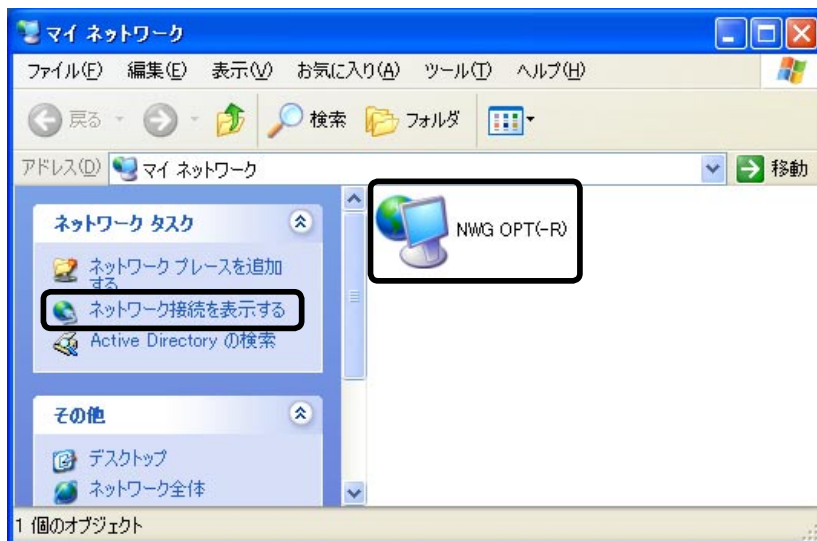 マイ ネットワーク
ファイル(F) 編集(E) 表示(V) お気に入り(A) ツール(T) ヘルプ(H)
戻る 検索 フォルダ
アドレス(D) マイ ネットワーク 移動
ネットワーク タスク
ネットワーク プレースを追加
する
ネットワーク接続を表示する
Active Directory の検索
その他
デスクトップ
ネットワーク全体
NWG OPT(-R)
1 個のオブジェクト